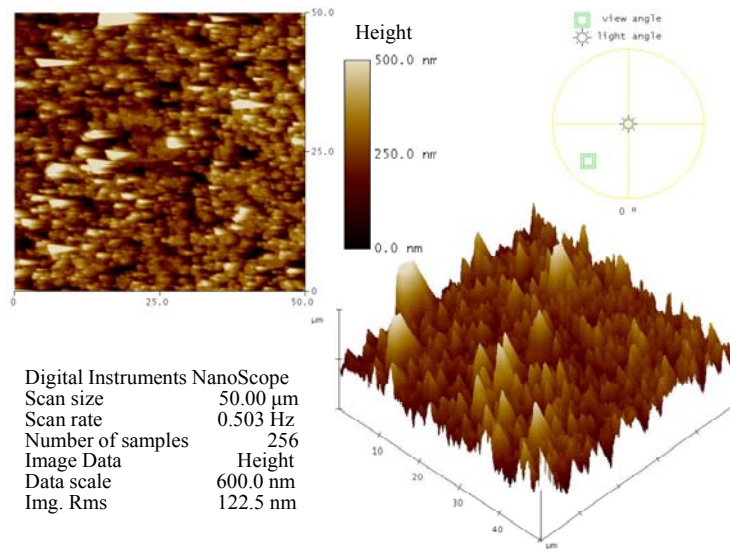 50.0
25.0
0
0
25.0
50.0
μm
Height
500.0 nm
250.0 nm
0.0 nm
view angle
light angle
0 º
10
20
30
40
μm
Digital Instruments NanoScope
Scan size 50.00 μm
Scan rate 0.503 Hz
Number of samples 256
Image Data Height
Data scale 600.0 nm
Img. Rms 122.5 nm